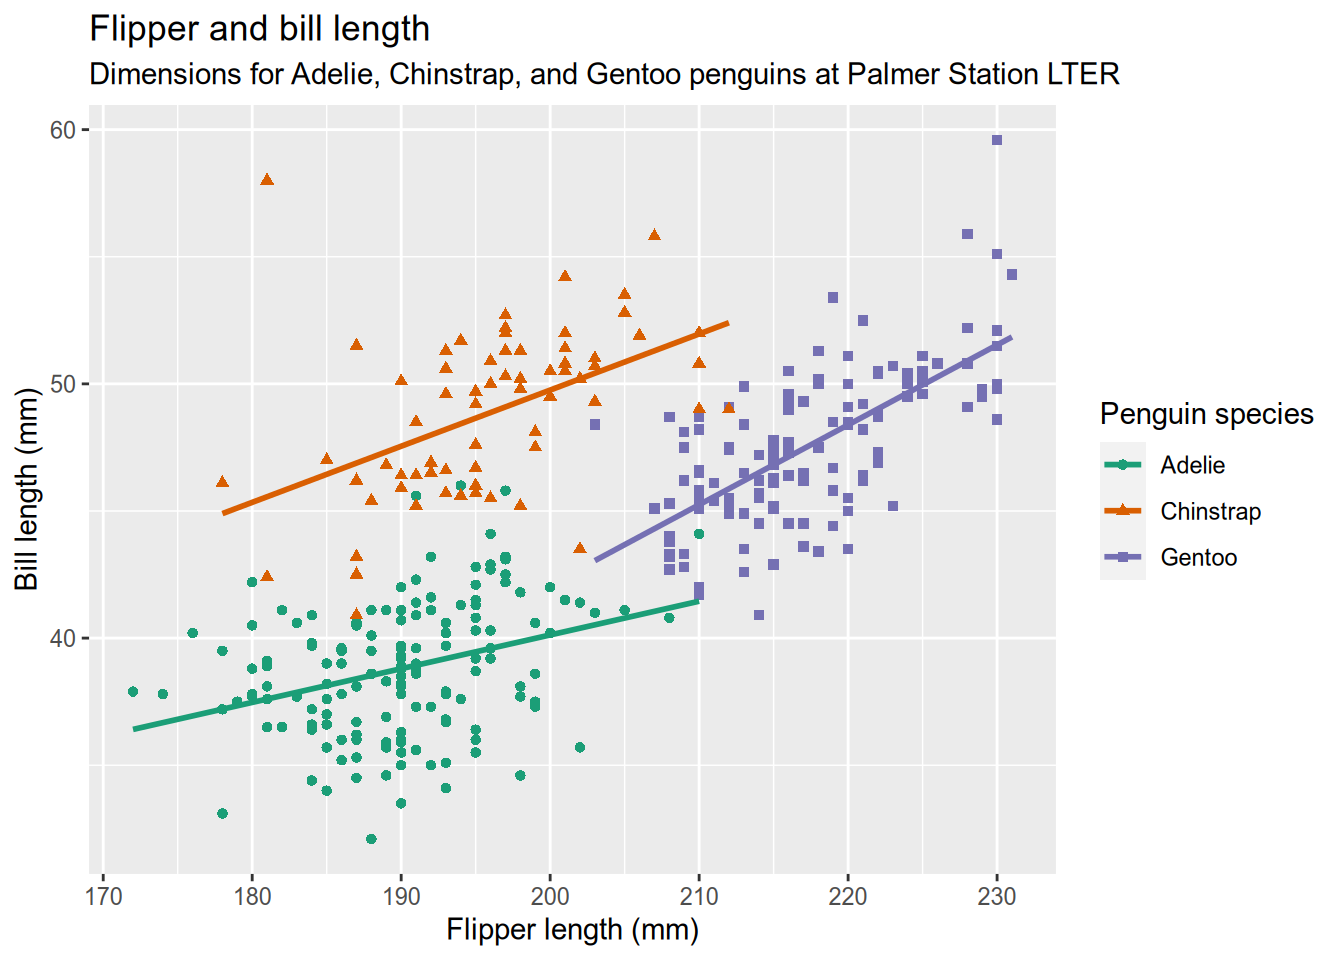 Flipper and bill length
Dimensions for Adelie, Chinstrap, and Gentoo penguins at Palmer Station LTER
60
50
40
Bill length (mm)
170 180 190 200 210 220 230
Flipper length (mm)
Penguin species
Adelie
Chinstrap
Gentoo